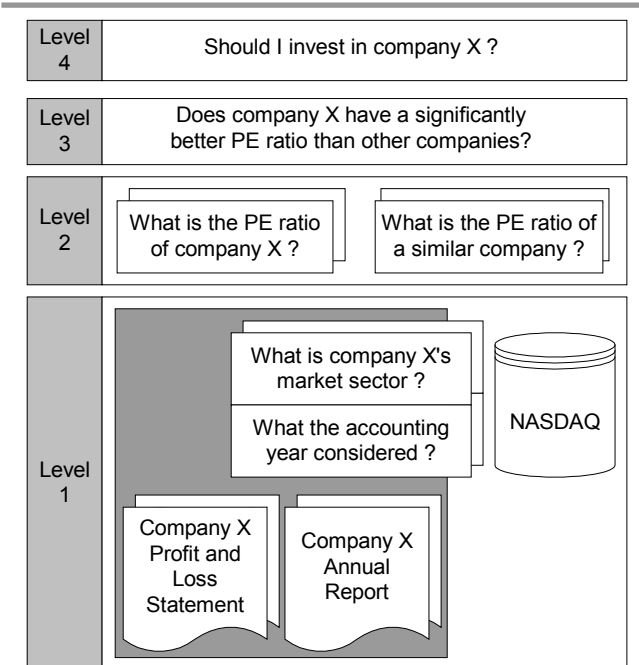 Level
4
Should I invest in company X ?
Level
3
Does company X have a significantly
better PE ratio than other companies?
Level
2
What is the PE ratio
of company X ?
What is the PE ratio of
a similar company ?
Level
1
What is company X's
market sector ?
What the accounting
year considered ?
NASDAQ
Company X
Profit and
Loss
Statement
Company X
Annual
Report